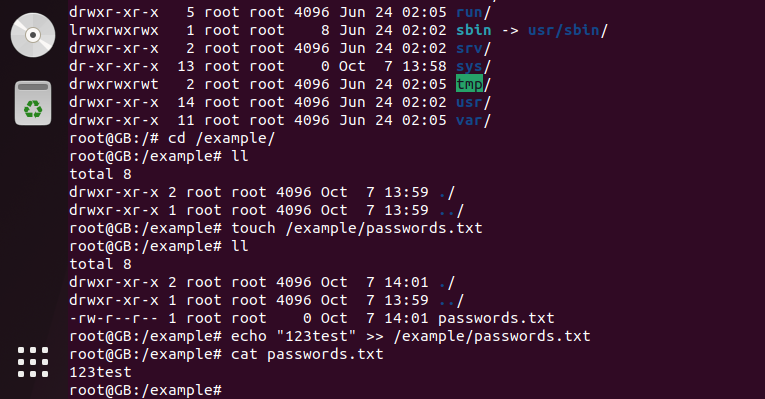 drwxr-xr-x   5 root root 4096 Jun 24 02:05 run/
lrwxrwxrwx   1 root root    8 Jun 24 02:02 sbin -> usr/sbin/
drwxr-xr-x   2 root root 4096 Jun 24 02:02 srv/
dr-xr-xr-x  13 root root    0 Oct  7 13:58 sys/
drwxrwxrwt   2 root root 4096 Jun 24 02:05 tmp/
drwxr-xr-x  14 root root 4096 Jun 24 02:02 usr/
drwxr-xr-x  11 root root 4096 Jun 24 02:05 var/
root@GB:/# cd /example/
root@GB:/example# ll
total 8
drwxr-xr-x 2 root root 4096 Oct  7 13:59 ./
drwxr-xr-x 1 root root 4096 Oct  7 13:59 ../
root@GB:/example# touch /example/passwords.txt
root@GB:/example# ll
total 8
drwxr-xr-x 2 root root 4096 Oct  7 14:01 ./
drwxr-xr-x 1 root root 4096 Oct  7 13:59 ../
-rw-r--r-- 1 root root    0 Oct  7 14:01 passwords.txt
root@GB:/example# echo "123test" >> /example/passwords.txt
root@GB:/example# cat passwords.txt
123test
root@GB:/example#